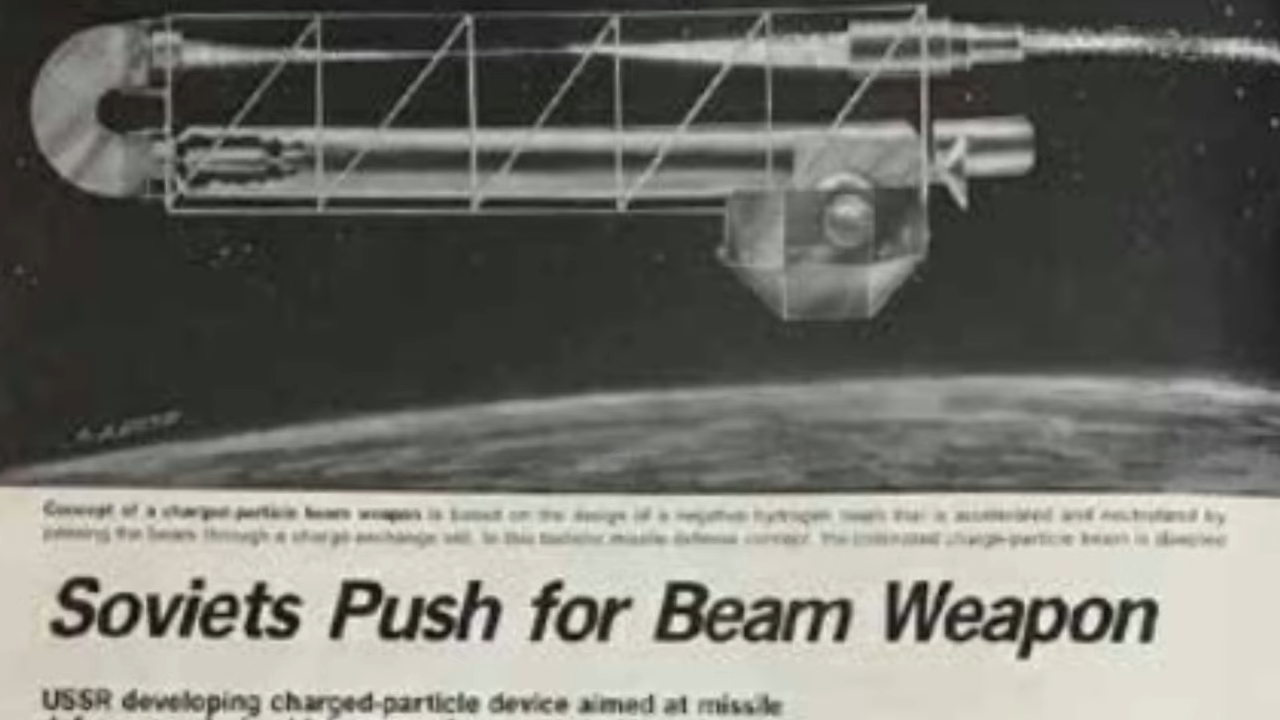 Concept of a charged-particle beam weapon is based on the design of a negative hydrogen beam that is accelerated and neutralized by
passing the beam through a charge-exchange cell. In this ballistic missile defense concept, the charge-particle beam is directed
Soviets Push for Beam Weapon
USSR developing charged-particle device aimed at missile